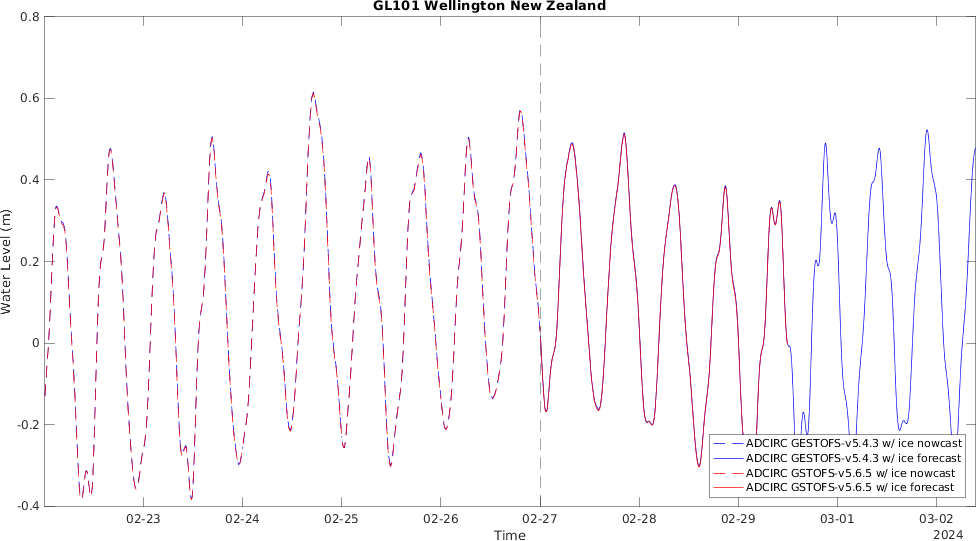 GL101 Wellington New Zealand
0.8
0.6
0.4
0.2
0
-0.2
-0.4
Water Level (m)
ADCIRC GESTOFS-v5.4.3 w/ ice nowcast
ADCIRC GESTOFS-v5.4.3 w/ ice forecast
ADCIRC GSTOFS-v5.6.5 w/ ice nowcast
ADCIRC GSTOFS-v5.6.5 w/ ice forecast
02-23 02-24 02-25 02-26 02-27 02-28 02-29 03-01 03-02
Time
2024